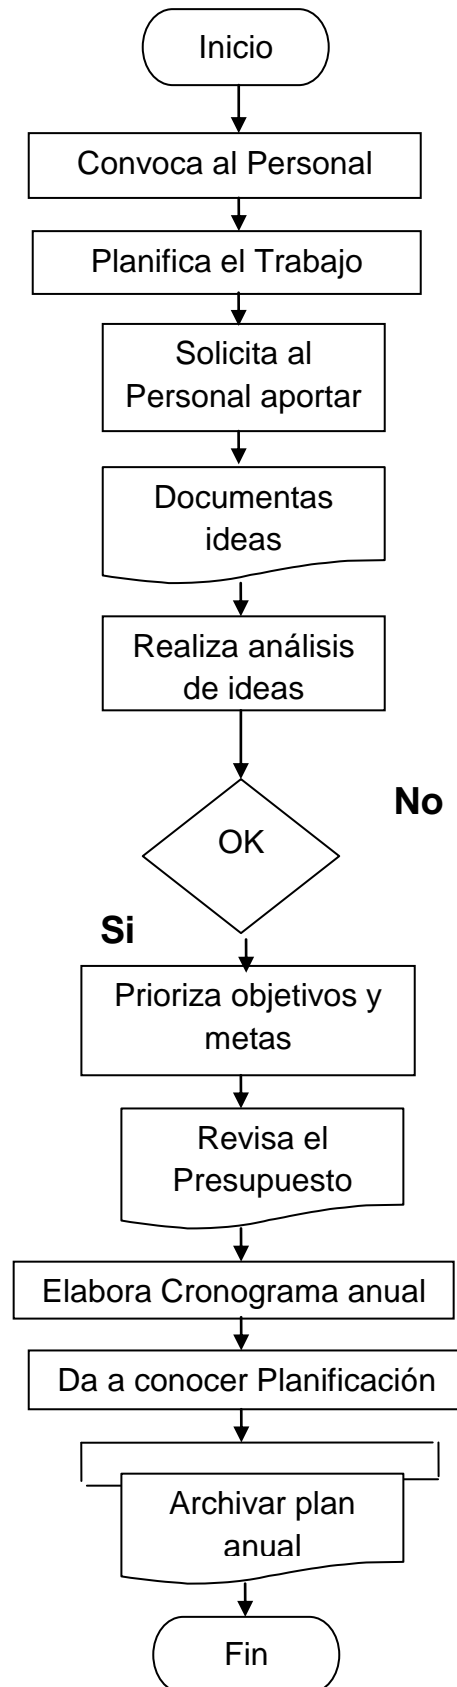 Inicio
Convoca al Personal
Planifica el Trabajo
Solicita al
Personal aportar
Documentas
ideas
Realiza análisis
de ideas
No
OK
Si
Prioriza objetivos y
metas
Revisa el
Presupuesto
Elabora Cronograma anual
Da a conocer Planificación
Archivar plan
anual
Fin